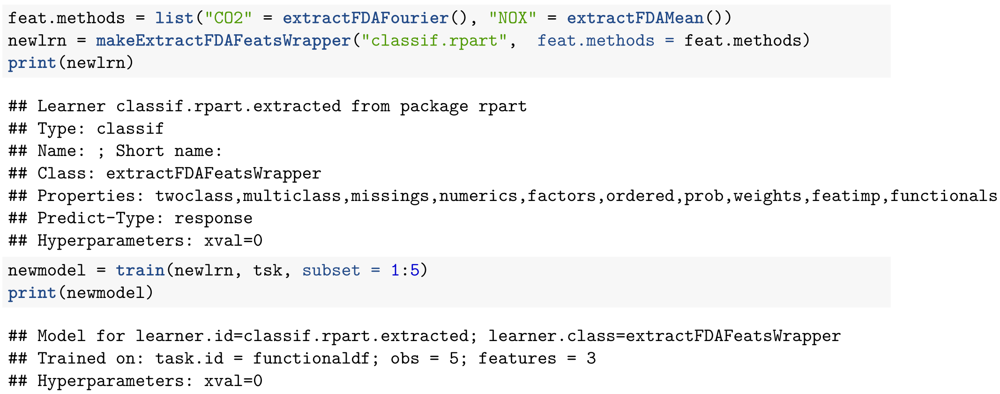 feat.methods = list("CO2" = extractFDAFourier(), "NOX" = extractFDAMean())
newlrn = makeExtractFDAFeatsWrapper("classif.rpart",  feat.methods = feat.methods)
print(newlrn)
## Learner classif.rpart.extracted from package rpart
## Type: classif
## Name: ; Short name:
## Class: extractFDAFeatsWrapper
## Properties: twoclass,multiclass,missings,numerics,factors,ordered,prob,weights,featimp,functionals
## Predict-Type: response
## Hyperparameters: xval=0
newmodel = train(newlrn, tsk, subset = 1:5)
print(newmodel)
## Model for learner.id=classif.rpart.extracted; learner.class=extractFDAFeatsWrapper
## Trained on: task.id = functionaldf; obs = 5; features = 3
## Hyperparameters: xval=0